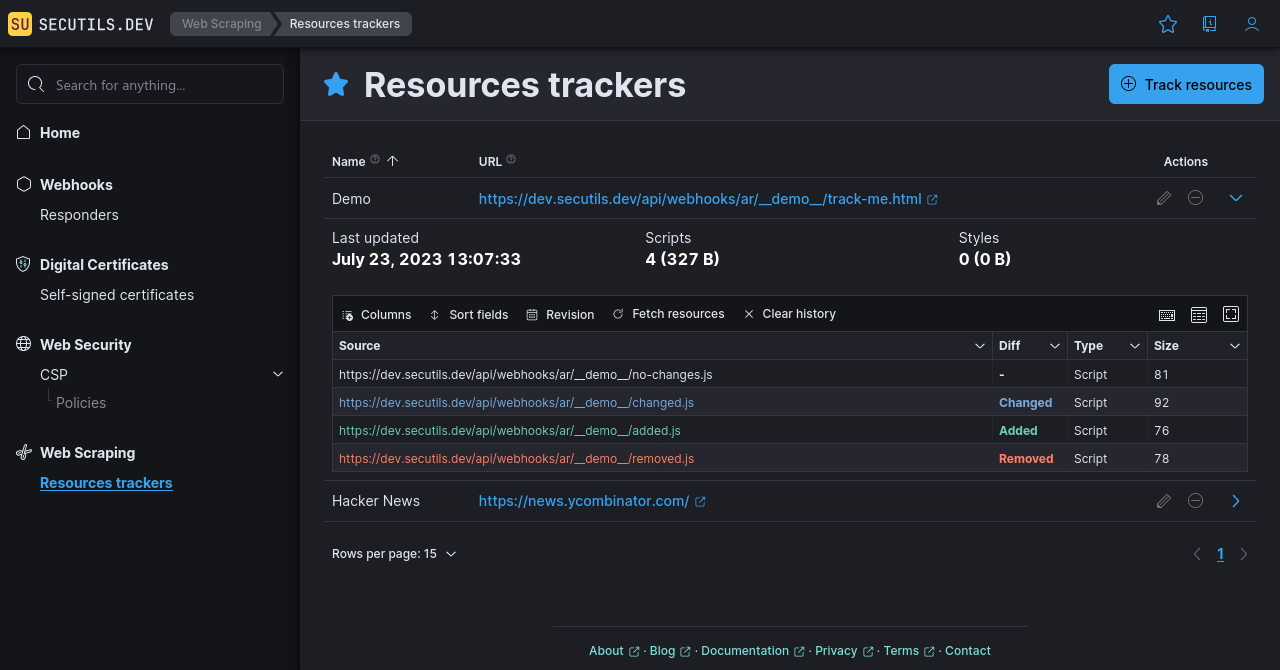 SU SECUTILS.DEV Web Scraping Resources trackers
Search for anything...
Home
Webhooks
Responders
Digital Certificates
Self-signed certificates
Web Security
CSP
Policies
Web Scraping
Resources trackers
Resources trackers
Track resources
Name URL Actions
Demo https://dev.secutils.dev/api/webhooks/ar/__demo__/track-me.html
Last updated Scripts Styles
July 23, 2023 13:07:33 4 (327 B) 0 (0 B)
Columns Sort fields Revision Fetch resources Clear history
Source Diff Type Size
https://dev.secutils.dev/api/webhooks/ar/__demo__/no-changes.js - Script 81
https://dev.secutils.dev/api/webhooks/ar/__demo__/changed.js Changed Script 92
https://dev.secutils.dev/api/webhooks/ar/__demo__/added.js Added Script 76
https://dev.secutils.dev/api/webhooks/ar/__demo__/removed.js Removed Script 78
Hacker News https://news.ycombinator.com/
Rows per page: 15 1
About · Blog · Documentation · Privacy · Terms · Contact